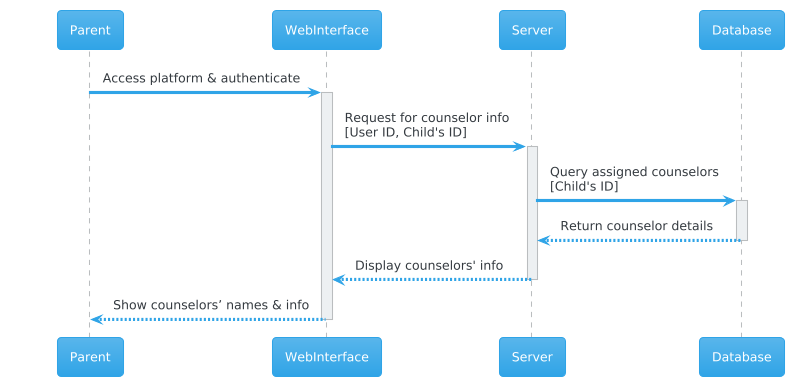 Parent
WebInterface
Server
Database
Access platform & authenticate
Request for counselor info
[User ID, Child's ID]
Query assigned counselors
[Child's ID]
Return counselor details
Display counselors' info
Show counselors’ names & info
Parent
WebInterface
Server
Database